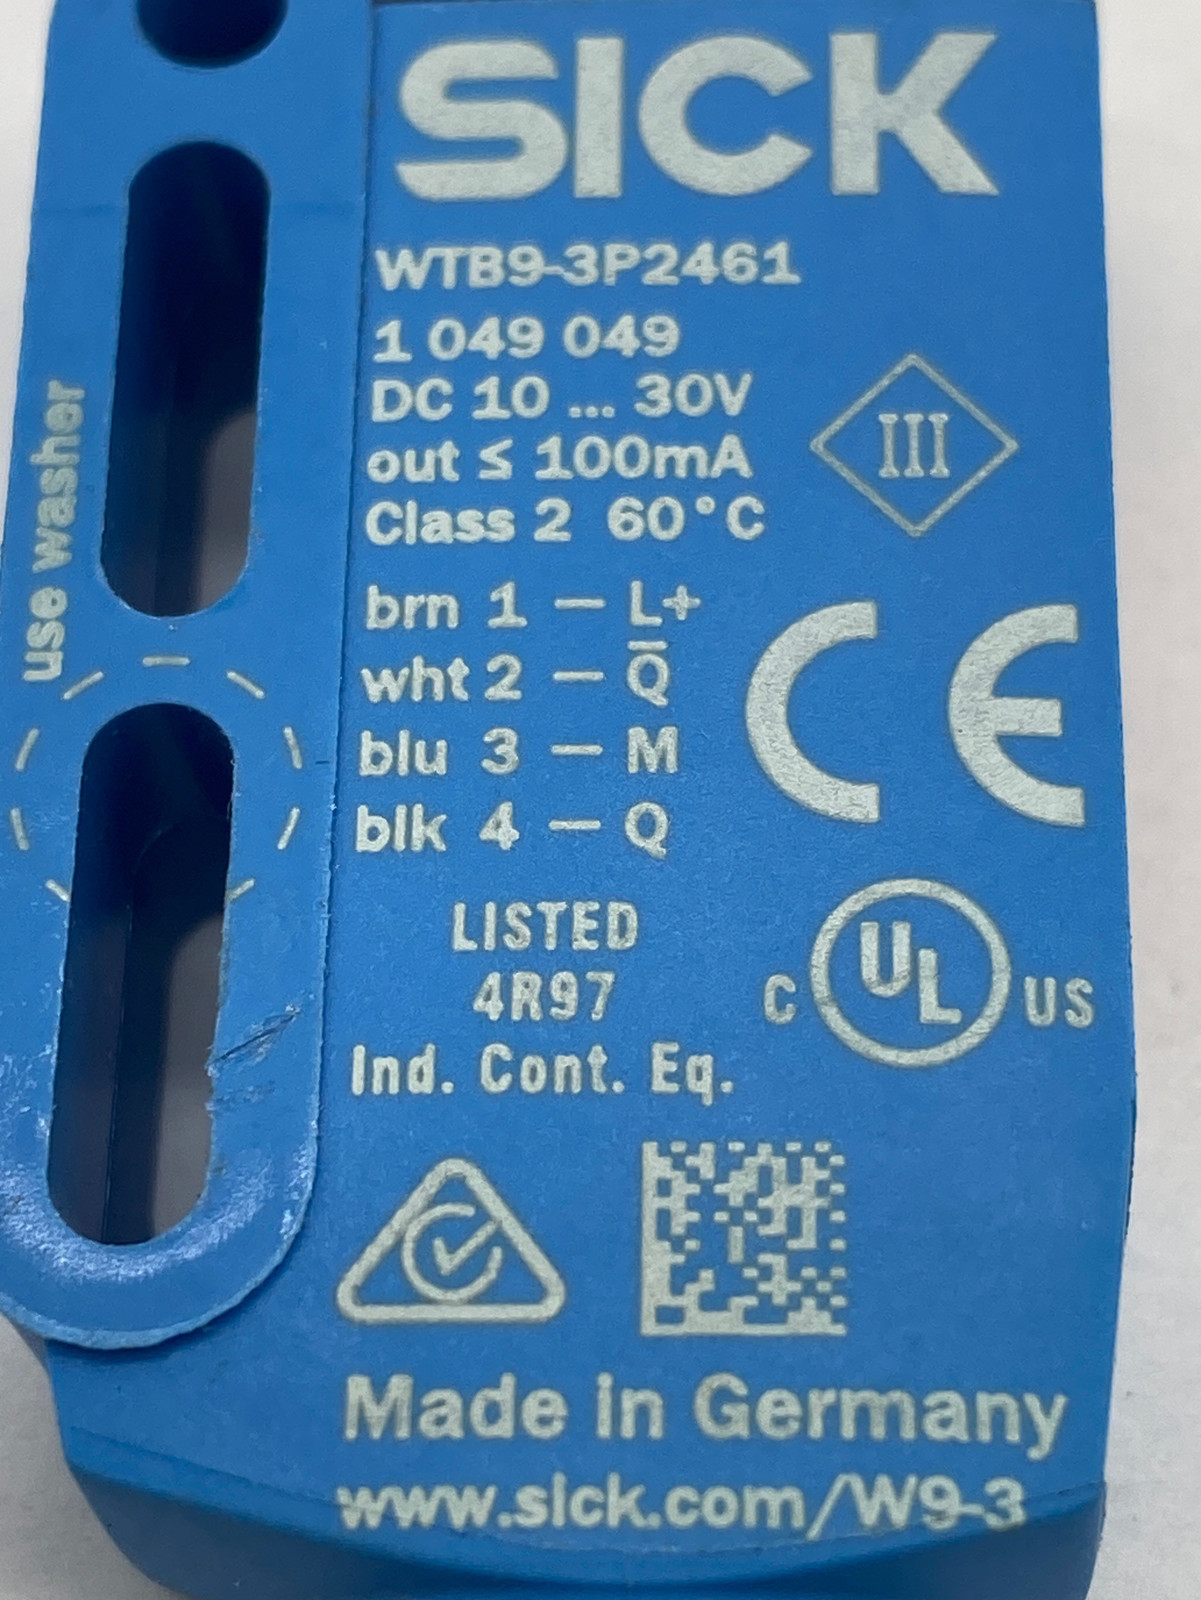 SICK
WTB9-3P2461
1 049 049
DC 10 ... 30V
out ≤ 100mA
Class 2 60°C
III
use washer
brn 1 – L+
wht 2 – Q̅
blu 3 – M
blk 4 – Q
CE
LISTED
4R97
Ind. Cont. Eq.
C UL US
Made in Germany
www.sick.com/W9-3